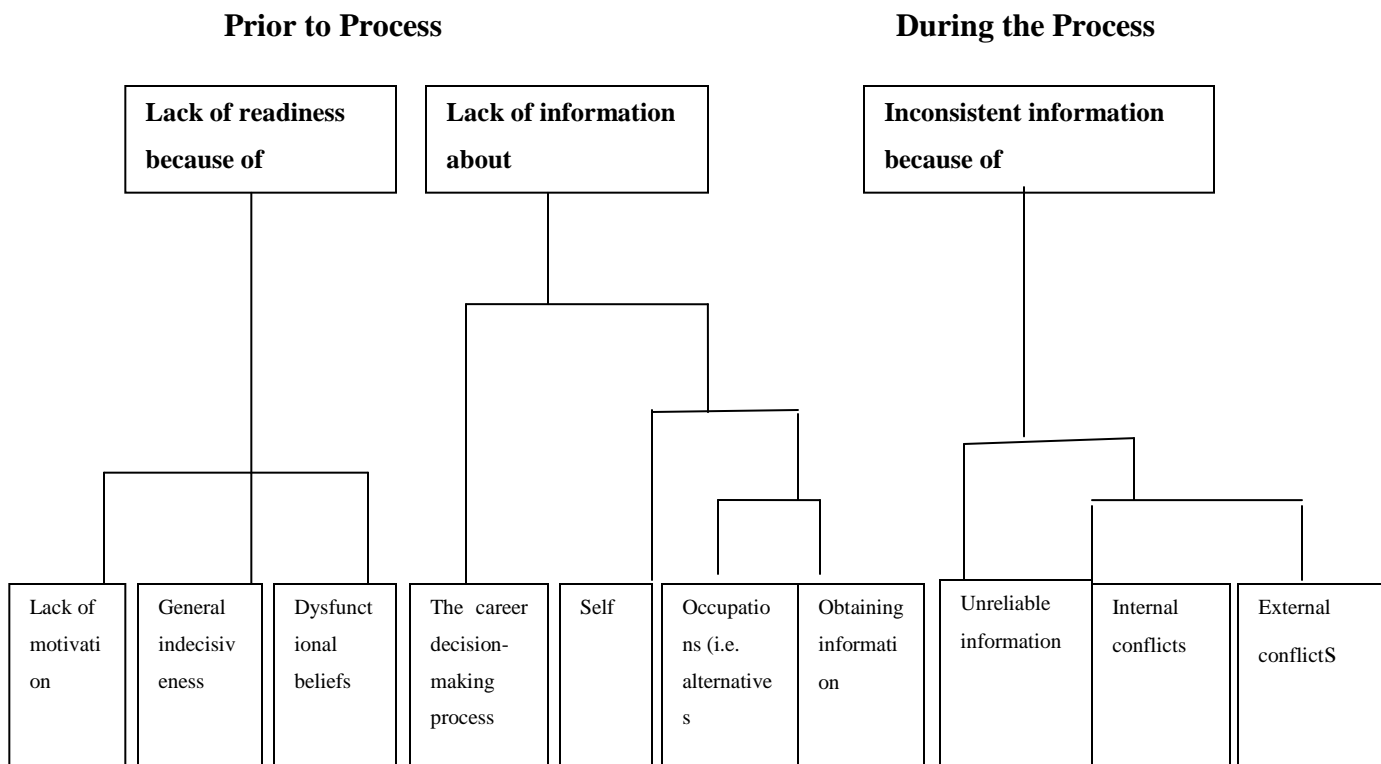 Prior to Process
During the Process
Lack of readiness
because of
Lack of information
about
Inconsistent information
because of
Lack of
motivati
on
General
indecisiv
eness
Dysfunct
ional
beliefs
The career
decision-
making
process
Self
Occupatio
ns (i.e.
alternative
s
Obtaining
informati
on
Unreliable
information
Internal
conflicts
External
conflictS